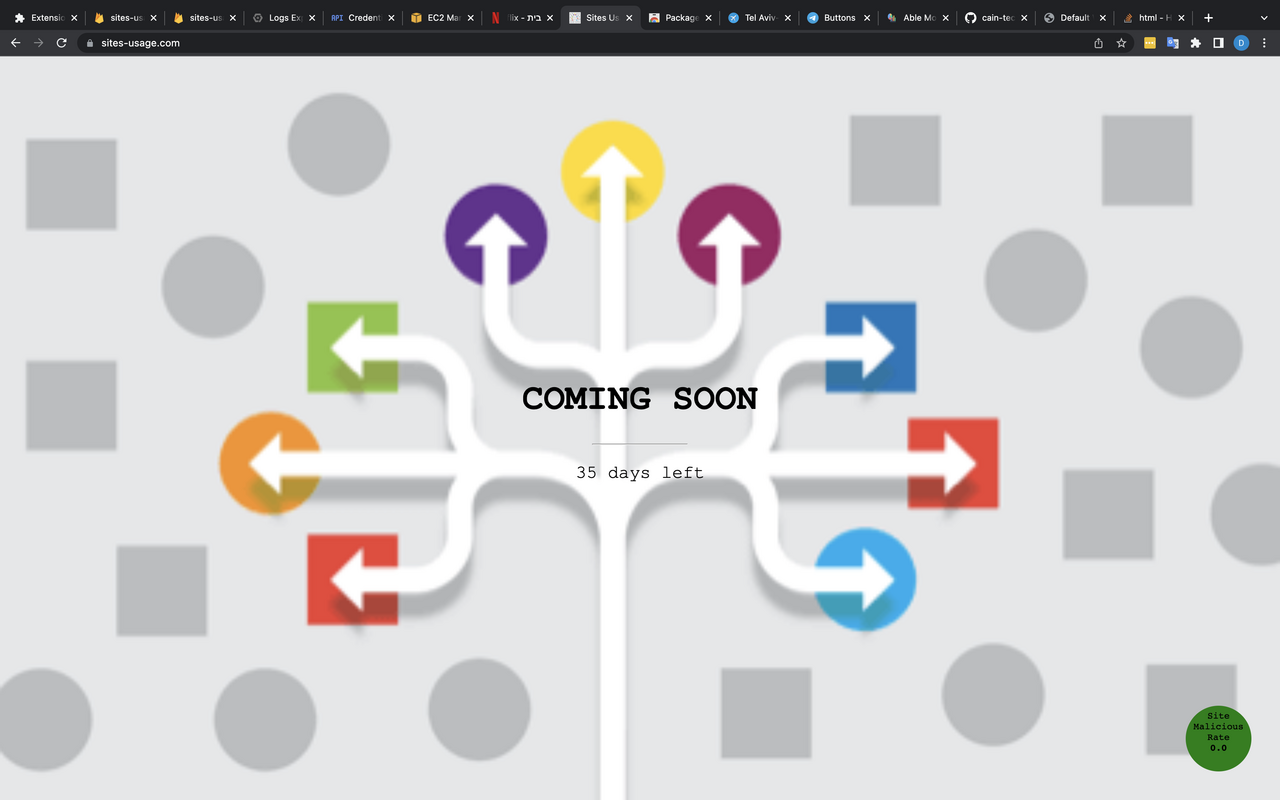 Extensio
sites-us
sites-us
Logs Exp
API Credent
EC2 Ma
בית - flix
Sites Us
Package
Tel Aviv-
Buttons
Able Mo
cain-tec
Default
html - H
sites-usage.com
D
COMING SOON
35 days left
Site
Malicious
Rate
0.0